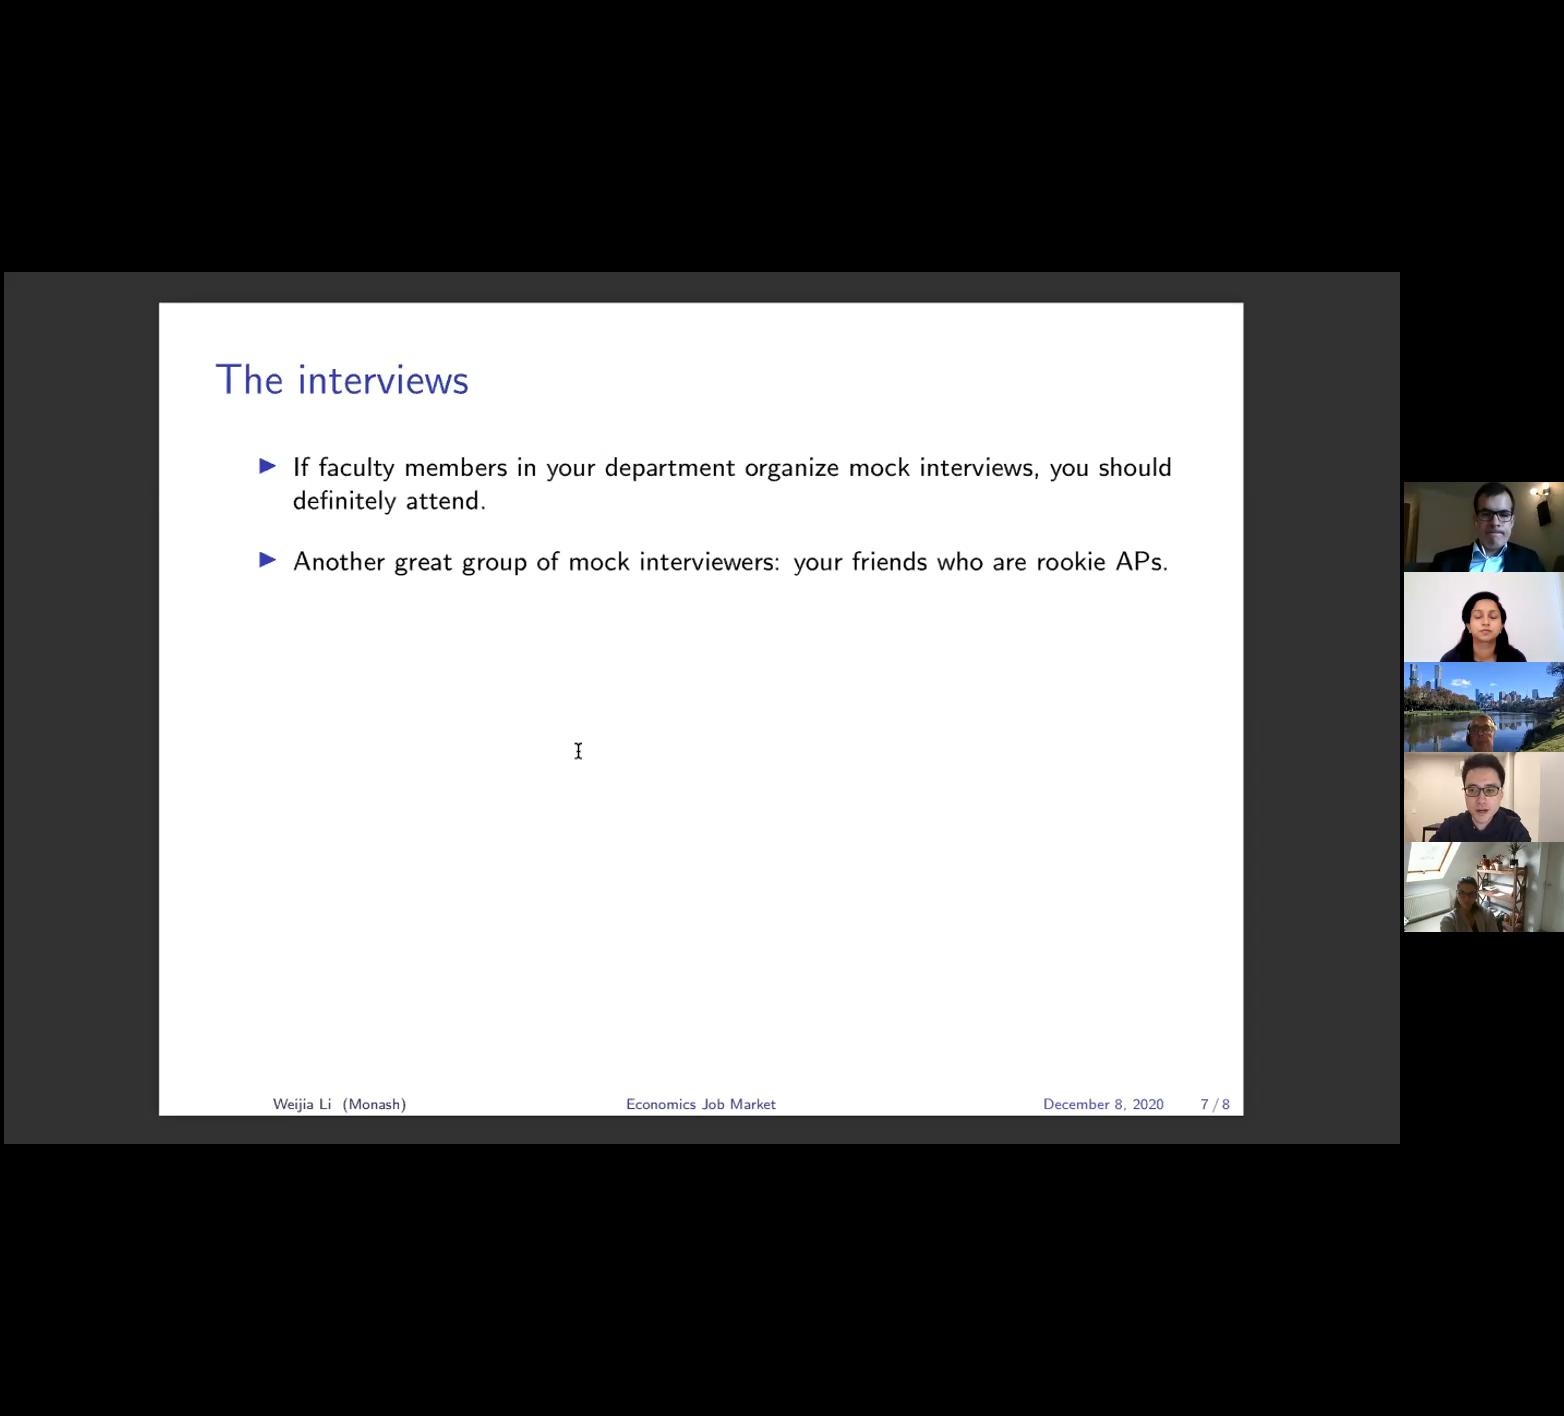 The interviews
If faculty members in your department organize mock interviews, you should
definitely attend.
Another great group of mock interviewers: your friends who are rookie APs.
Weijia Li (Monash) Economics Job Market December 8, 2020 7 / 8